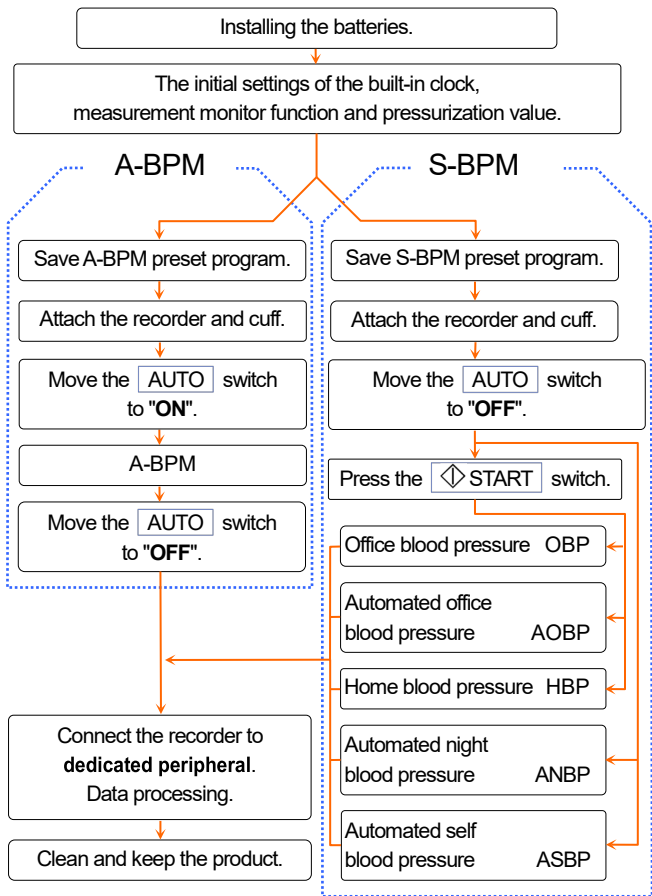 Installing the batteries.
The initial settings of the built-in clock,
measurement monitor function and pressurization value.
A-BPM
Save A-BPM preset program.
Attach the recorder and cuff.
Move the AUTO switch
to "ON".
A-BPM
Move the AUTO switch
to "OFF".
S-BPM
Save S-BPM preset program.
Attach the recorder and cuff.
Move the AUTO switch
to "OFF".
Press the START switch.
Office blood pressure OBP
Automated office
blood pressure AOBP
Home blood pressure HBP
Automated night
blood pressure ANBP
Automated self
blood pressure ASBP
Connect the recorder to
dedicated peripheral.
Data processing.
Clean and keep the product.